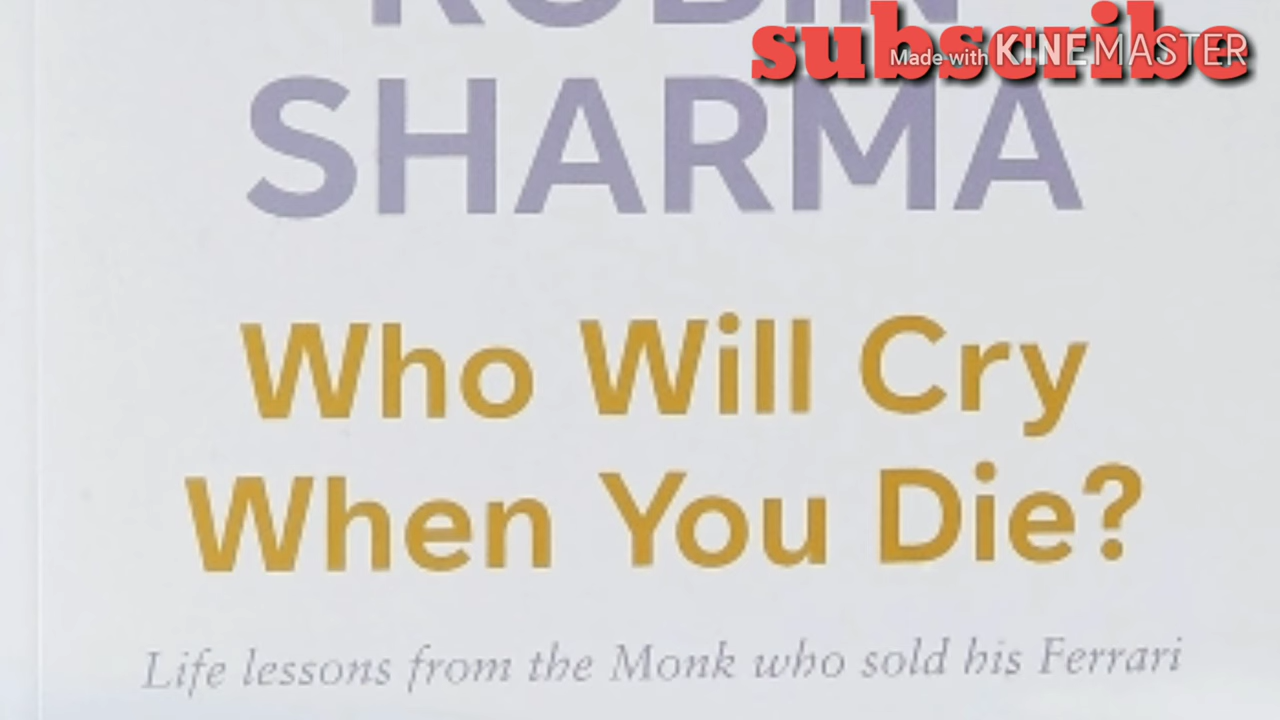 ROBIN
subscribe
Made with KINEMASTER
SHARMA
Who Will Cry
When You Die?
Life lessons from the Monk who sold his Ferrari